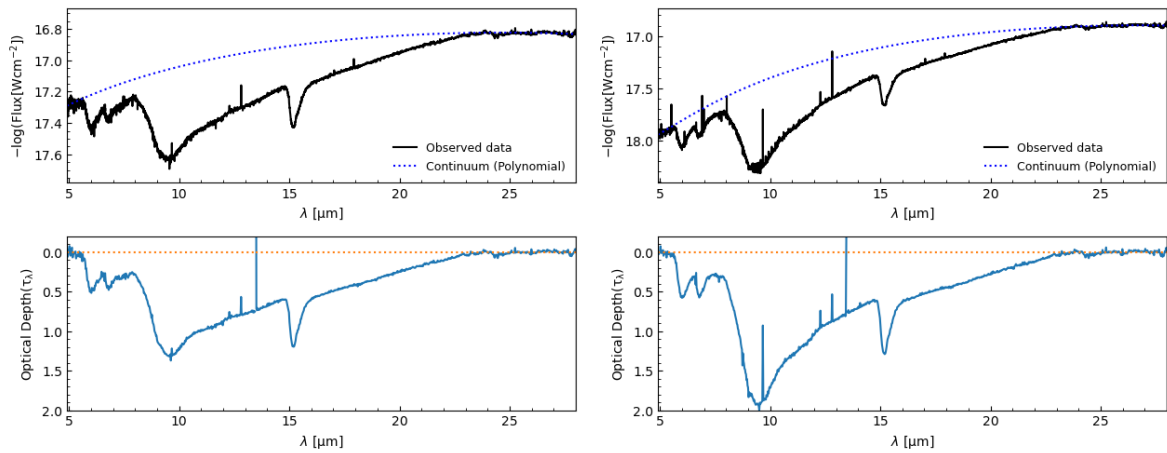 16.8
17.0
17.2
17.4
17.6
−log(Flux[Wcm−2])
Observed data
Continuum (Polynomial)
5 10 15 20 25
λ [μm]
17.0
17.5
18.0
−log(Flux[Wcm−2])
Observed data
Continuum (Polynomial)
5 10 15 20 25
λ [μm]
0.0
0.5
1.0
1.5
2.0
Optical Depth(τλ)
5 10 15 20 25
λ [μm]
0.0
0.5
1.0
1.5
2.0
Optical Depth(τλ)
5 10 15 20 25
λ [μm]